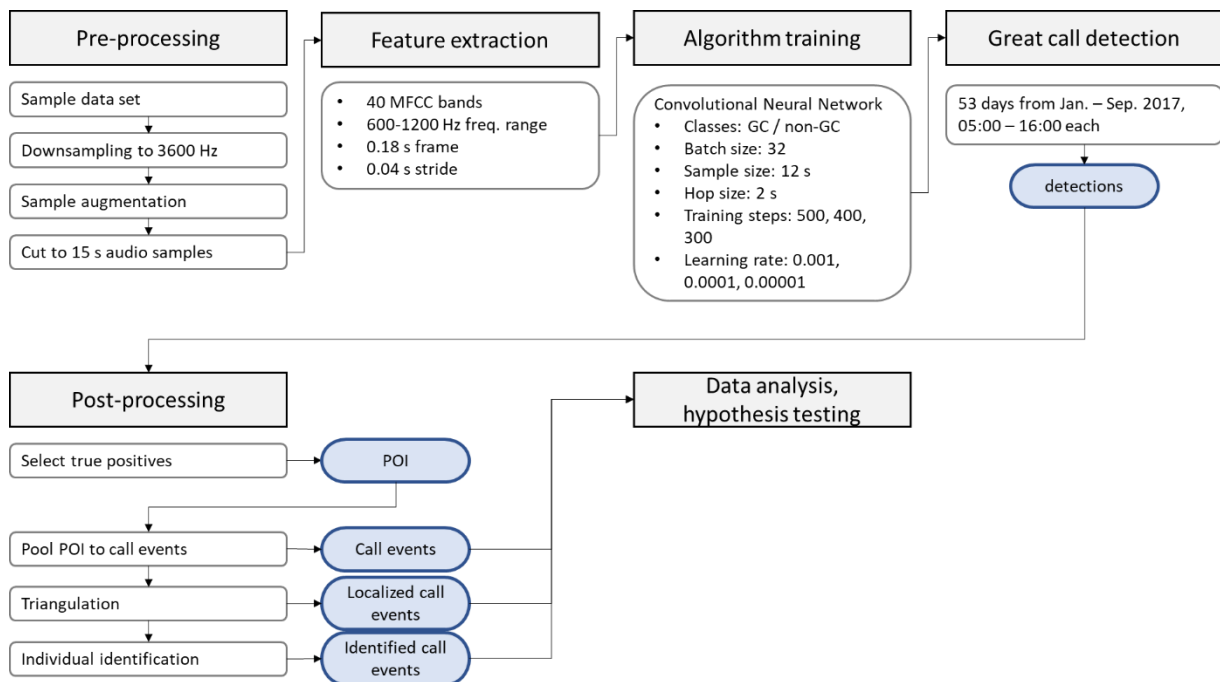 Pre-processing
Sample data set
Downsampling to 3600 Hz
Sample augmentation
Cut to 15 s audio samples
Feature extraction
• 40 MFCC bands
• 600-1200 Hz freq. range
• 0.18 s frame
• 0.04 s stride
Algorithm training
Convolutional Neural Network
• Classes: GC / non-GC
• Batch size: 32
• Sample size: 12 s
• Hop size: 2 s
• Training steps: 500, 400,
300
• Learning rate: 0.001,
0.0001, 0.00001
Great call detection
53 days from Jan. – Sep. 2017,
05:00 – 16:00 each
detections
Post-processing
Select true positives
POI
Pool POI to call events
Call events
Triangulation
Localized call
events
Individual identification
Identified call
events
Data analysis,
hypothesis testing